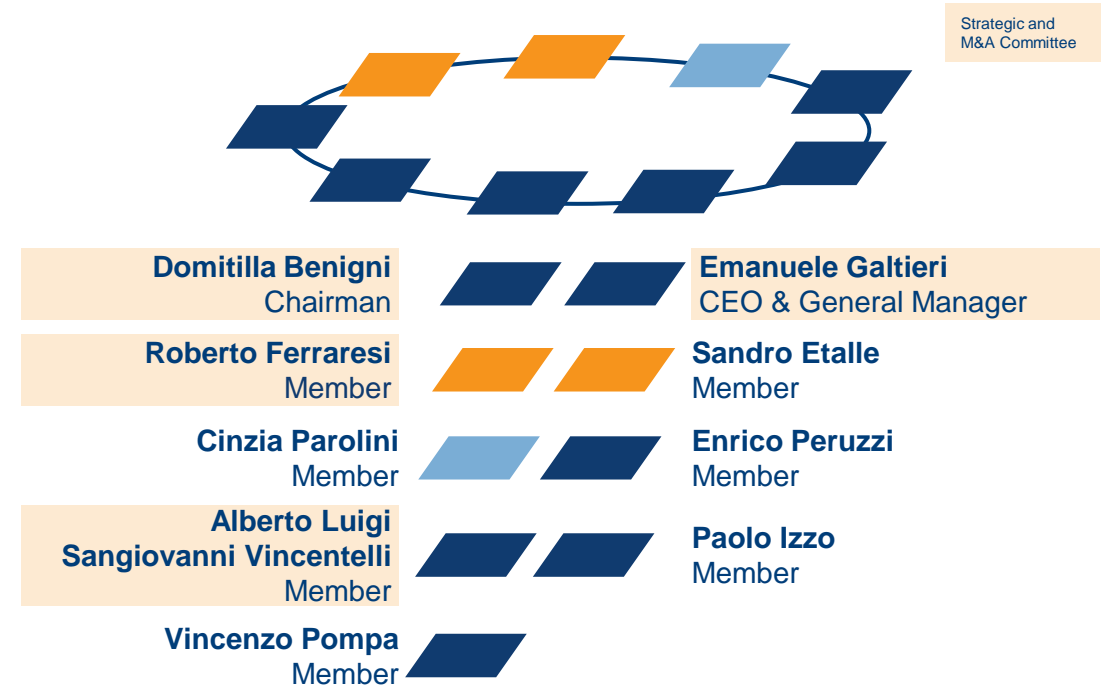 Strategic and
M&A Committee
Domitilla Benigni
Chairman
Emanuele Galtieri
CEO & General Manager
Roberto Ferraresi
Member
Sandro Etalle
Member
Cinzia Parolini
Member
Enrico Peruzzi
Member
Alberto Luigi
Sangiovanni Vincentelli
Member
Paolo Izzo
Member
Vincenzo Pompa
Member